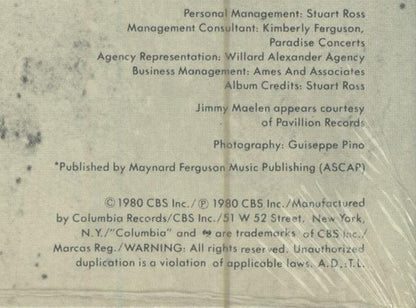 Personal Management: Stuart Ross
Management Consultant: Kimberly Ferguson,
Paradise Concerts
Agency Representation: Willard Alexander Agency
Business Management: Ames And Associates
Album Credits: Stuart Ross
Jimmy Maelen appears courtesy
of Pavillion Records
Photography: Guiseppe Pino
*Published by Maynard Ferguson Music Publishing (ASCAP)
© 1980 CBS Inc./ ℗ 1980 CBS Inc./Manufactured
by Columbia Records/CBS Inc./51 W 52 Street, New York,
N.Y./"Columbia" and are trademarks of CBS Inc./
Marcas Reg./WARNING: All rights reserved. Unauthorized
duplication is a violation of applicable laws. A.D., T.L.